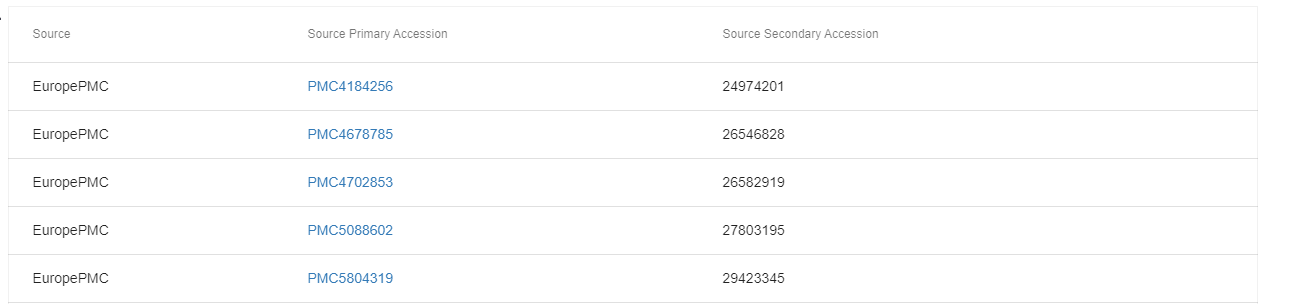 Source Source Primary Accession Source Secondary Accession
EuropePMC PMC4184256 24974201
EuropePMC PMC4678785 26546828
EuropePMC PMC4702853 26582919
EuropePMC PMC5088602 27803195
EuropePMC PMC5804319 29423345